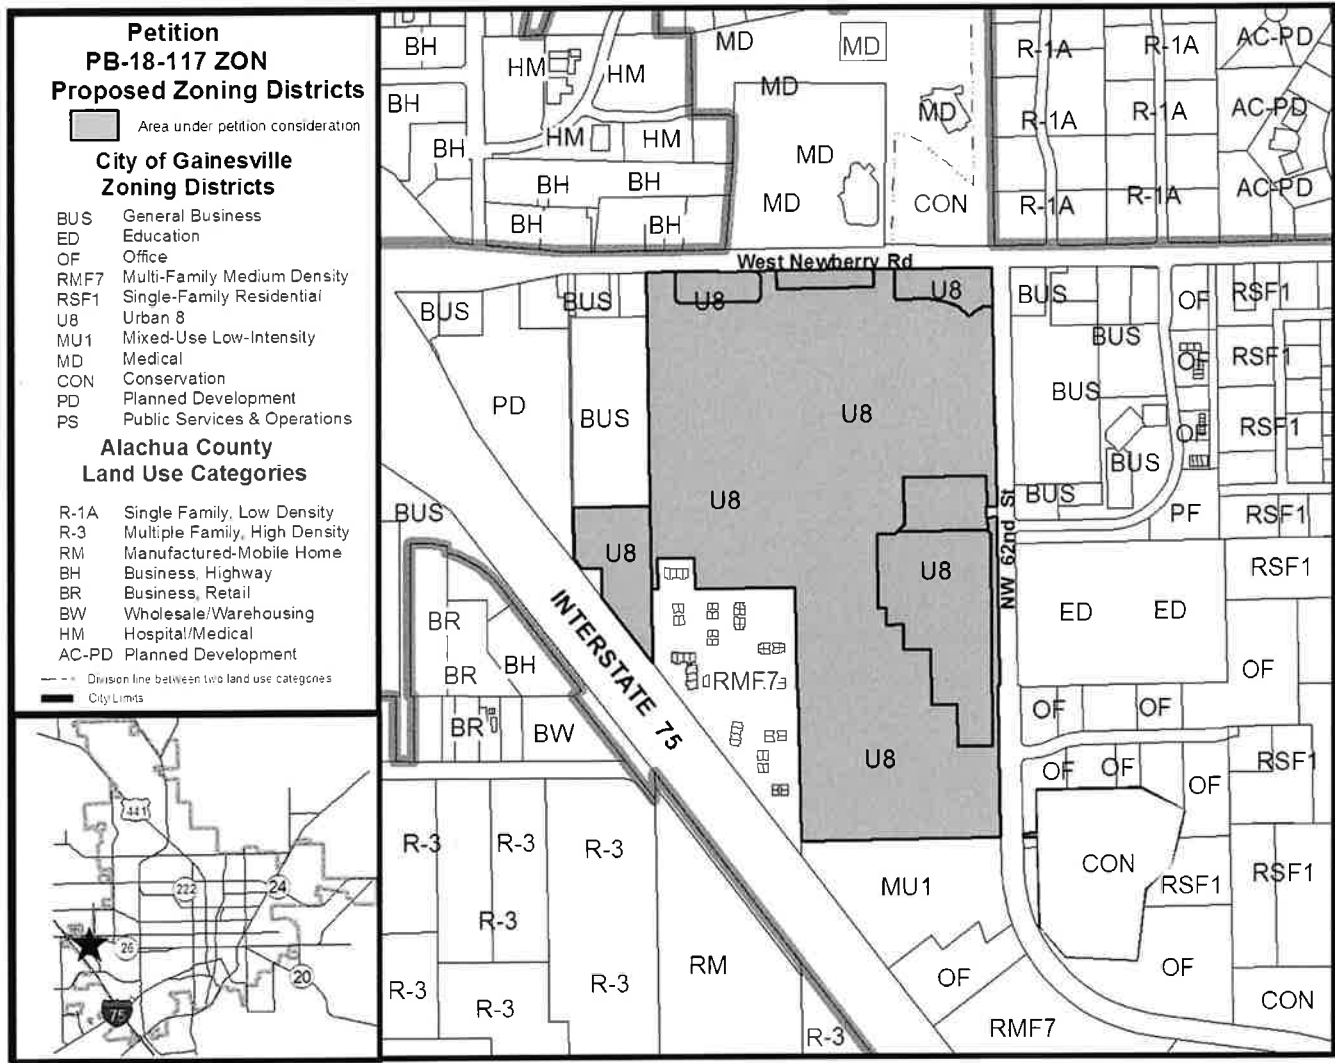 Petition
PB-18-117 ZON
Proposed Zoning Districts
Area under petition consideration
City of Gainesville
Zoning Districts
BUS General Business
ED Education
OF Office
RMF7 Multi-Family Medium Density
RSF1 Single-Family Residential
U8 Urban 8
MU1 Mixed-Use Low-Intensity
MD Medical
CON Conservation
PD Planned Development
PS Public Services & Operations
Alachua County
Land Use Categories
R-1A Single Family, Low Density
R-3 Multiple Family, High Density
RM Manufactured-Mobile Home
BH Business, Highway
BR Business, Retail
BW Wholesale/Warehousing
HM Hospital/Medical
AC-PD Planned Development
Division line between two land use categories
City Limits
441
222
24
26
20
75
BH
HM
HM
MD
MD
R-1A
R-1A
AC-PD
BH
MD
MD
R-1A
R-1A
AC-PD
BH
HM
HM
MD
BH
BH
MD
CON
R-1A
R-1A
AC-PD
BH
BH
West Newberry Rd
BUS
BUS
U8
U8
BUS
OF
RSF1
BUS
OF
RSF1
PD
BUS
U8
BUS
OF
RSF1
BUS
BUS
U8
BUS
PF
RSF1
NW 62nd St
U8
U8
RSF1
INTERSTATE 75
BR
ED
ED
BR
BH
RMF7
OF
OF
OF
BR
BW
U8
OF
OF
OF
RSF1
R-3
R-3
R-3
MU1
CON
RSF1
RSF1
R-3
RM
OF
OF
R-3
R-3
R-3
CON
R-3
RMF7